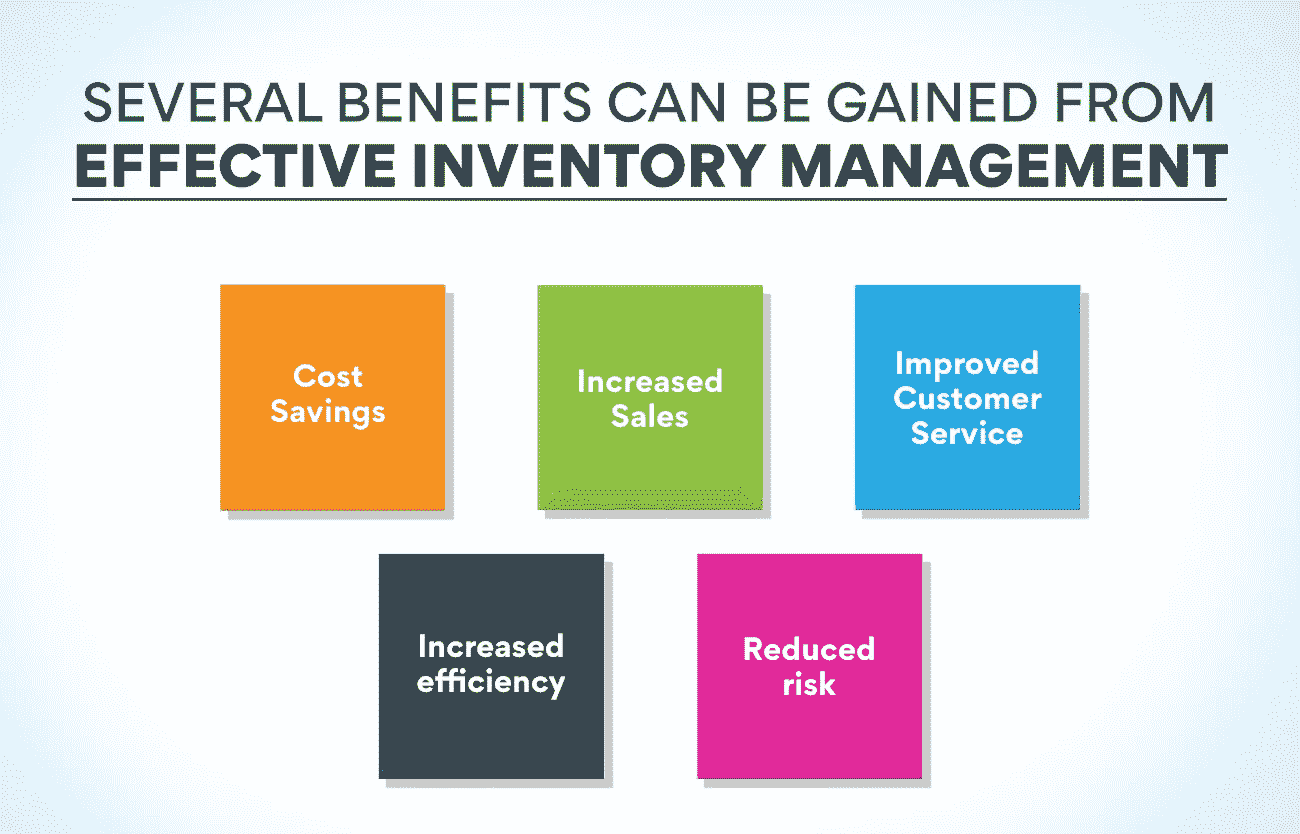 SEVERAL BENEFITS CAN BE GAINED FROM
EFFECTIVE INVENTORY MANAGEMENT
Cost
Savings
Increased
Sales
Improved
Customer
Service
Increased
efficiency
Reduced
risk